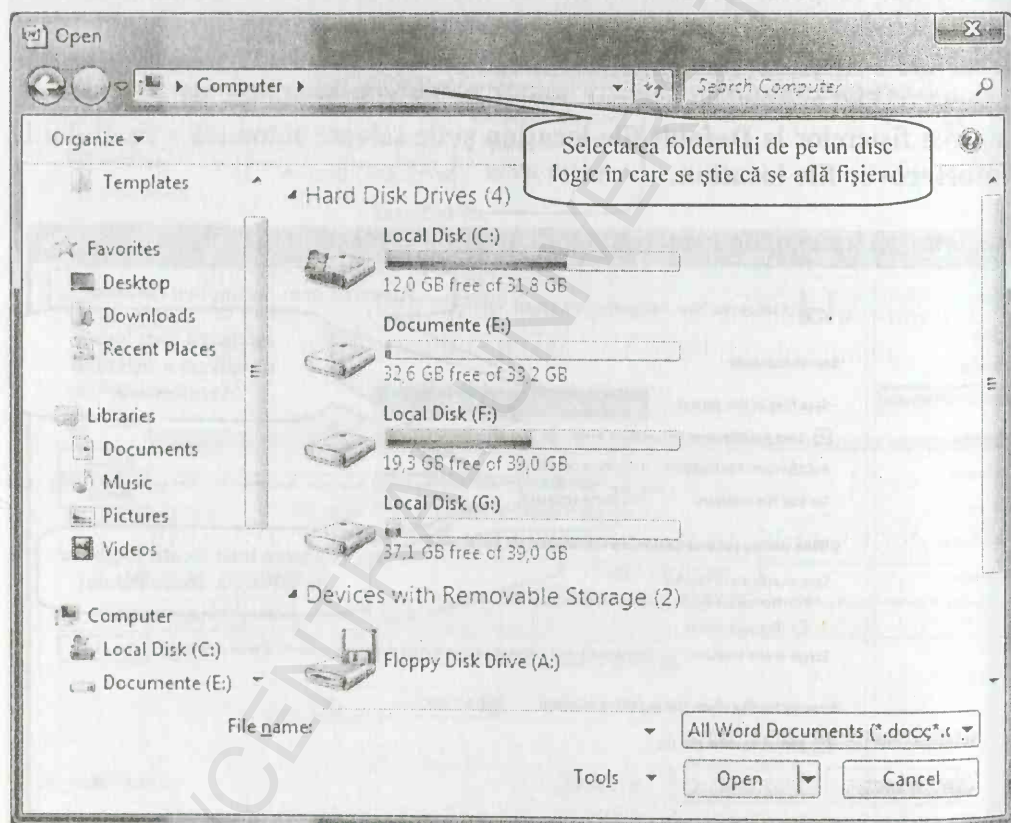 Open
Computer
Search Computer
Selectarea folderului de pe un disc
logic în care se știe că se află fișierul
Organize
Templates
Favorites
Desktop
Downloads
Recent Places
Libraries
Documents
Music
Pictures
Videos
Computer
Local Disk (C:)
Documente (E:)
Hard Disk Drives (4)
Local Disk (C:)
12,0 GB free of 31,8 GB
Documente (E:)
32,6 GB free of 33,2 GB
Local Disk (F:)
19,3 GB free of 39,0 GB
Local Disk (G:)
37,1 GB free of 39,0 GB
Devices with Removable Storage (2)
Floppy Disk Drive (A:)
File name:
All Word Documents
Tools
Open
Cancel